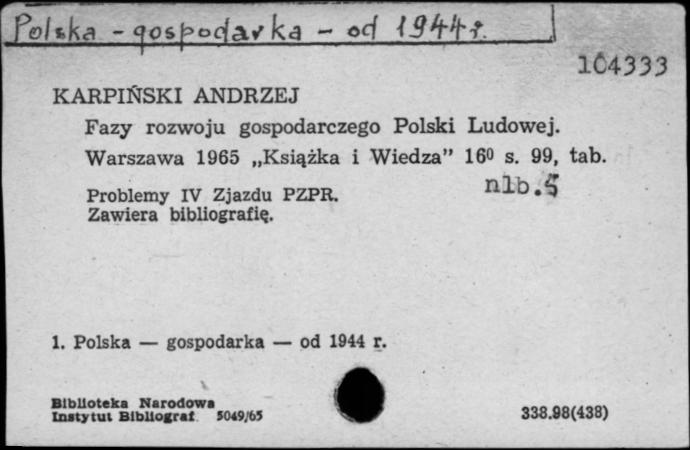 Polska - gospodarka - od 1944 r.
104333
KARPIŃSKI ANDRZEJ
Fazy rozwoju gospodarczego Polski Ludowej.
Warszawa 1965 „Książka i Wiedza” 16⁰ s. 99, tab.
nlb. 5
Problemy IV Zjazdu PZPR.
Zawiera bibliografię.
1. Polska — gospodarka — od 1944 r.
Biblioteka Narodowa
Instytut Bibliograf. 5049/65
338.98(438)